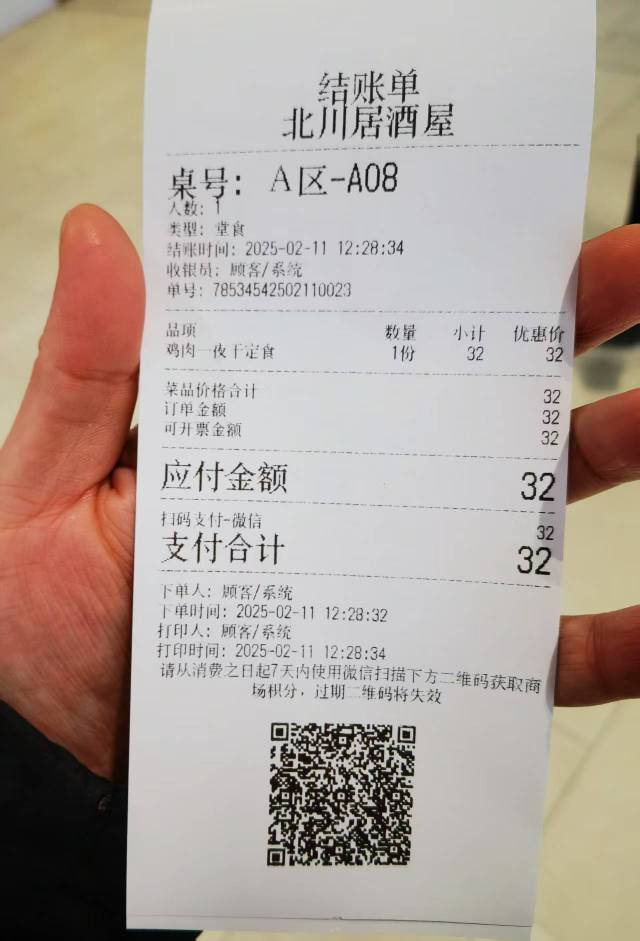 结账单
北川居酒屋
桌号: A区-A08
人数: 1
类型: 堂食
结账时间: 2025-02-11 12:28:34
收银员: 顾客/系统
单号: 78534542502110023
品项 数量 小计 优惠价
鸡肉一夜干定食 1份 32 32
菜品价格合计 32
订单金额 32
可开票金额 32
应付金额 32
扫码支付-微信 32
支付合计 32
下单人: 顾客/系统
下单时间: 2025-02-11 12:28:32
打印人: 顾客/系统
打印时间: 2025-02-11 12:28:34
请从消费之日起7天内使用微信扫描下方二维码获取商
场积分，过期二维码将失效